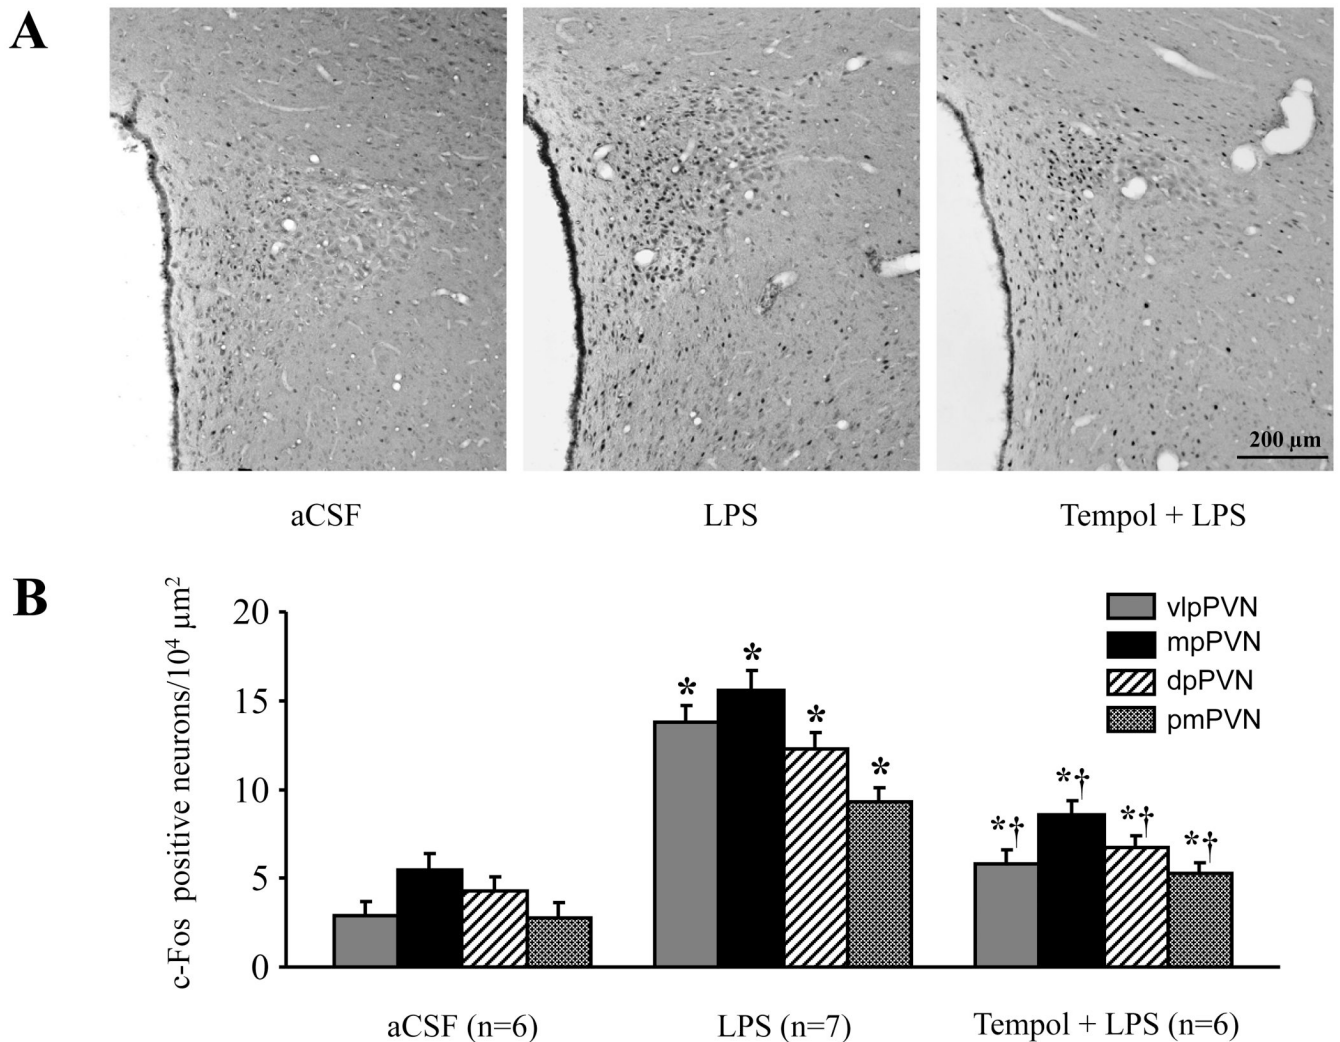 A
200 µm
aCSF
LPS
Tempol + LPS
B
c-Fos positive neurons/10⁴ µm²
20
15
10
5
0
vlpPVN
mpPVN
dpPVN
pmPVN
*
*
*
*
*†
*†
*†
*†
aCSF (n=6)
LPS (n=7)
Tempol + LPS (n=6)